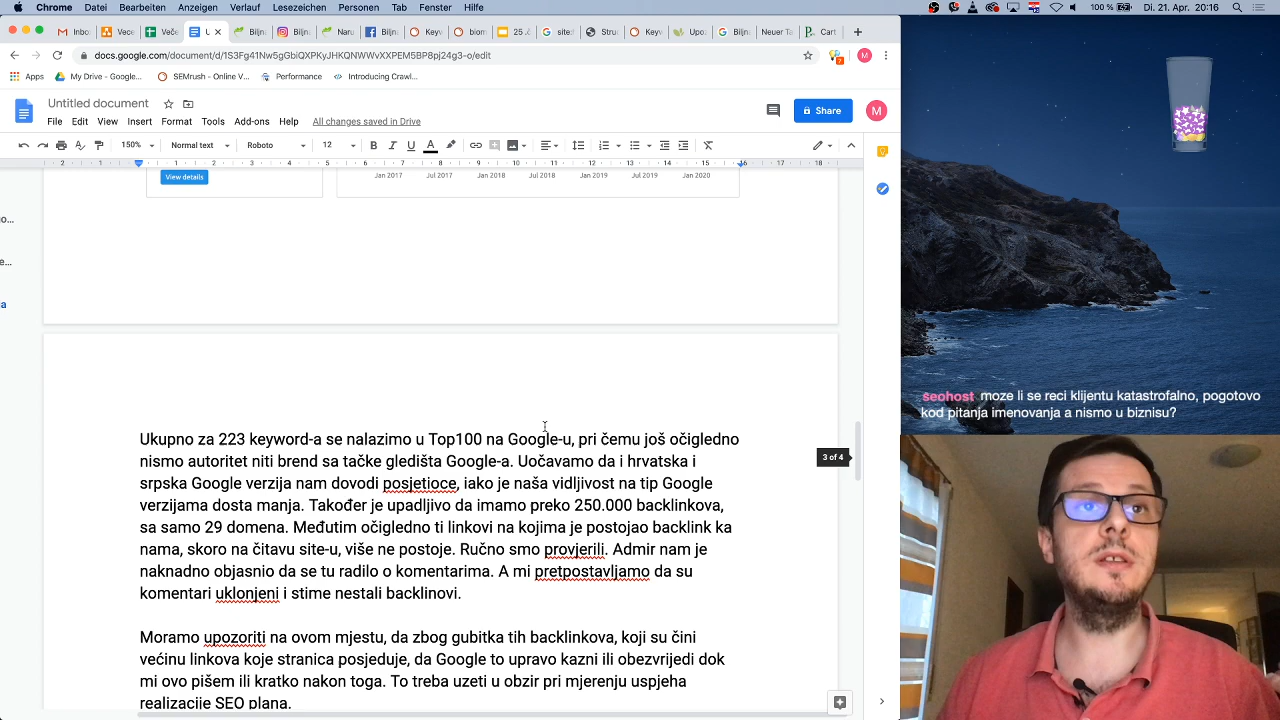 Chrome Datei Bearbeiten Anzeigen Verlauf Lesezeichen Personen Tab Fenster Hilfe 100 % Di. 21. Apr. 20:16
docs.google.com/document/d/1S3Fg41Nw5gGbiQXPKyJHKQNWWvXXPEM5BP8pj24g3-o/edit
Apps My Drive - Google... SEMrush - Online V... Performance Introducing Crawl...
Untitled document
File Edit View Insert Format Tools Add-ons Help All changes saved in Drive
Share
M
150% Normal text Roboto 12
View details
Jan 2017 Jul 2017 Jan 2018 Jul 2018 Jan 2019 Jul 2019 Jan 2020
Ukupno za 223 keyword-a se nalazimo u Top100 na Google-u, pri čemu još očigledno
nismo autoritet niti brend sa tačke gledišta Google-a. Uočavamo da i hrvatska i
srpska Google verzija nam dovodi posjetioce, iako je naša vidljivost na tip Google
verzijama dosta manja. Također je upadljivo da imamo preko 250.000 backlinkova,
sa samo 29 domena. Međutim očigledno ti linkovi na kojima je postojao backlink ka
nama, skoro na čitavu site-u, više ne postoje. Ručno smo provjerili. Admir nam je
naknadno objasnio da se tu radilo o komentarima. A mi pretpostavljamo da su
komentari uklonjeni i stime nestali backlinovi.
Moramo upozoriti na ovom mjestu, da zbog gubitka tih backlinkova, koji su čini
većinu linkova koje stranica posjeduje, da Google to upravo kazni ili obezvrijedi dok
mi ovo pišem ili kratko nakon toga. To treba uzeti u obzir pri mjerenju uspjeha
realizacije SEO plana.
3 of 4
seohost moze li se reci klijentu katastrofalno, pogotovo
kod pitanja imenovanja a nismo u biznisu?